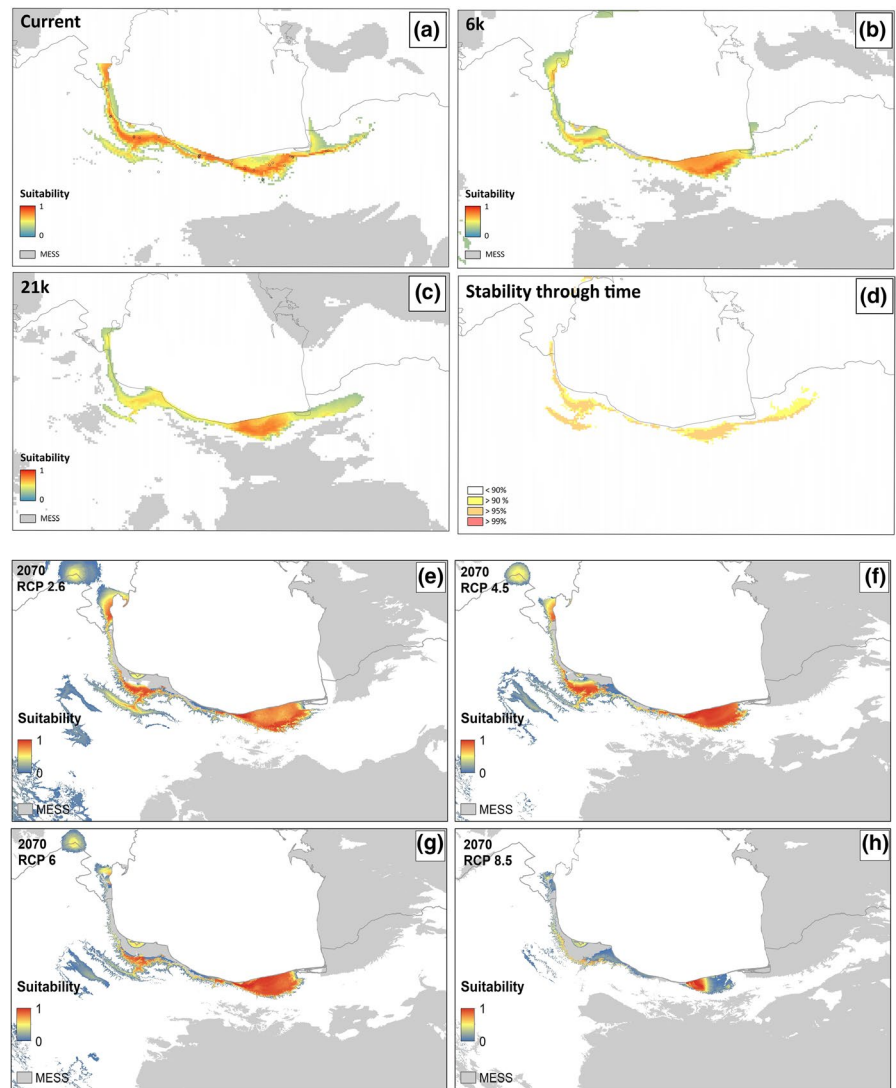 Current
(a)
Suitability
1
0
MESS
6k
(b)
Suitability
1
0
MESS
21k
(c)
Suitability
1
0
MESS
Stability through time
(d)
< 90%
> 90 %
> 95%
> 99%
2070
RCP 2.6
(e)
Suitability
1
0
MESS
2070
RCP 4.5
(f)
Suitability
1
0
MESS
2070
RCP 6
(g)
Suitability
1
0
MESS
2070
RCP 8.5
(h)
Suitability
1
0
MESS